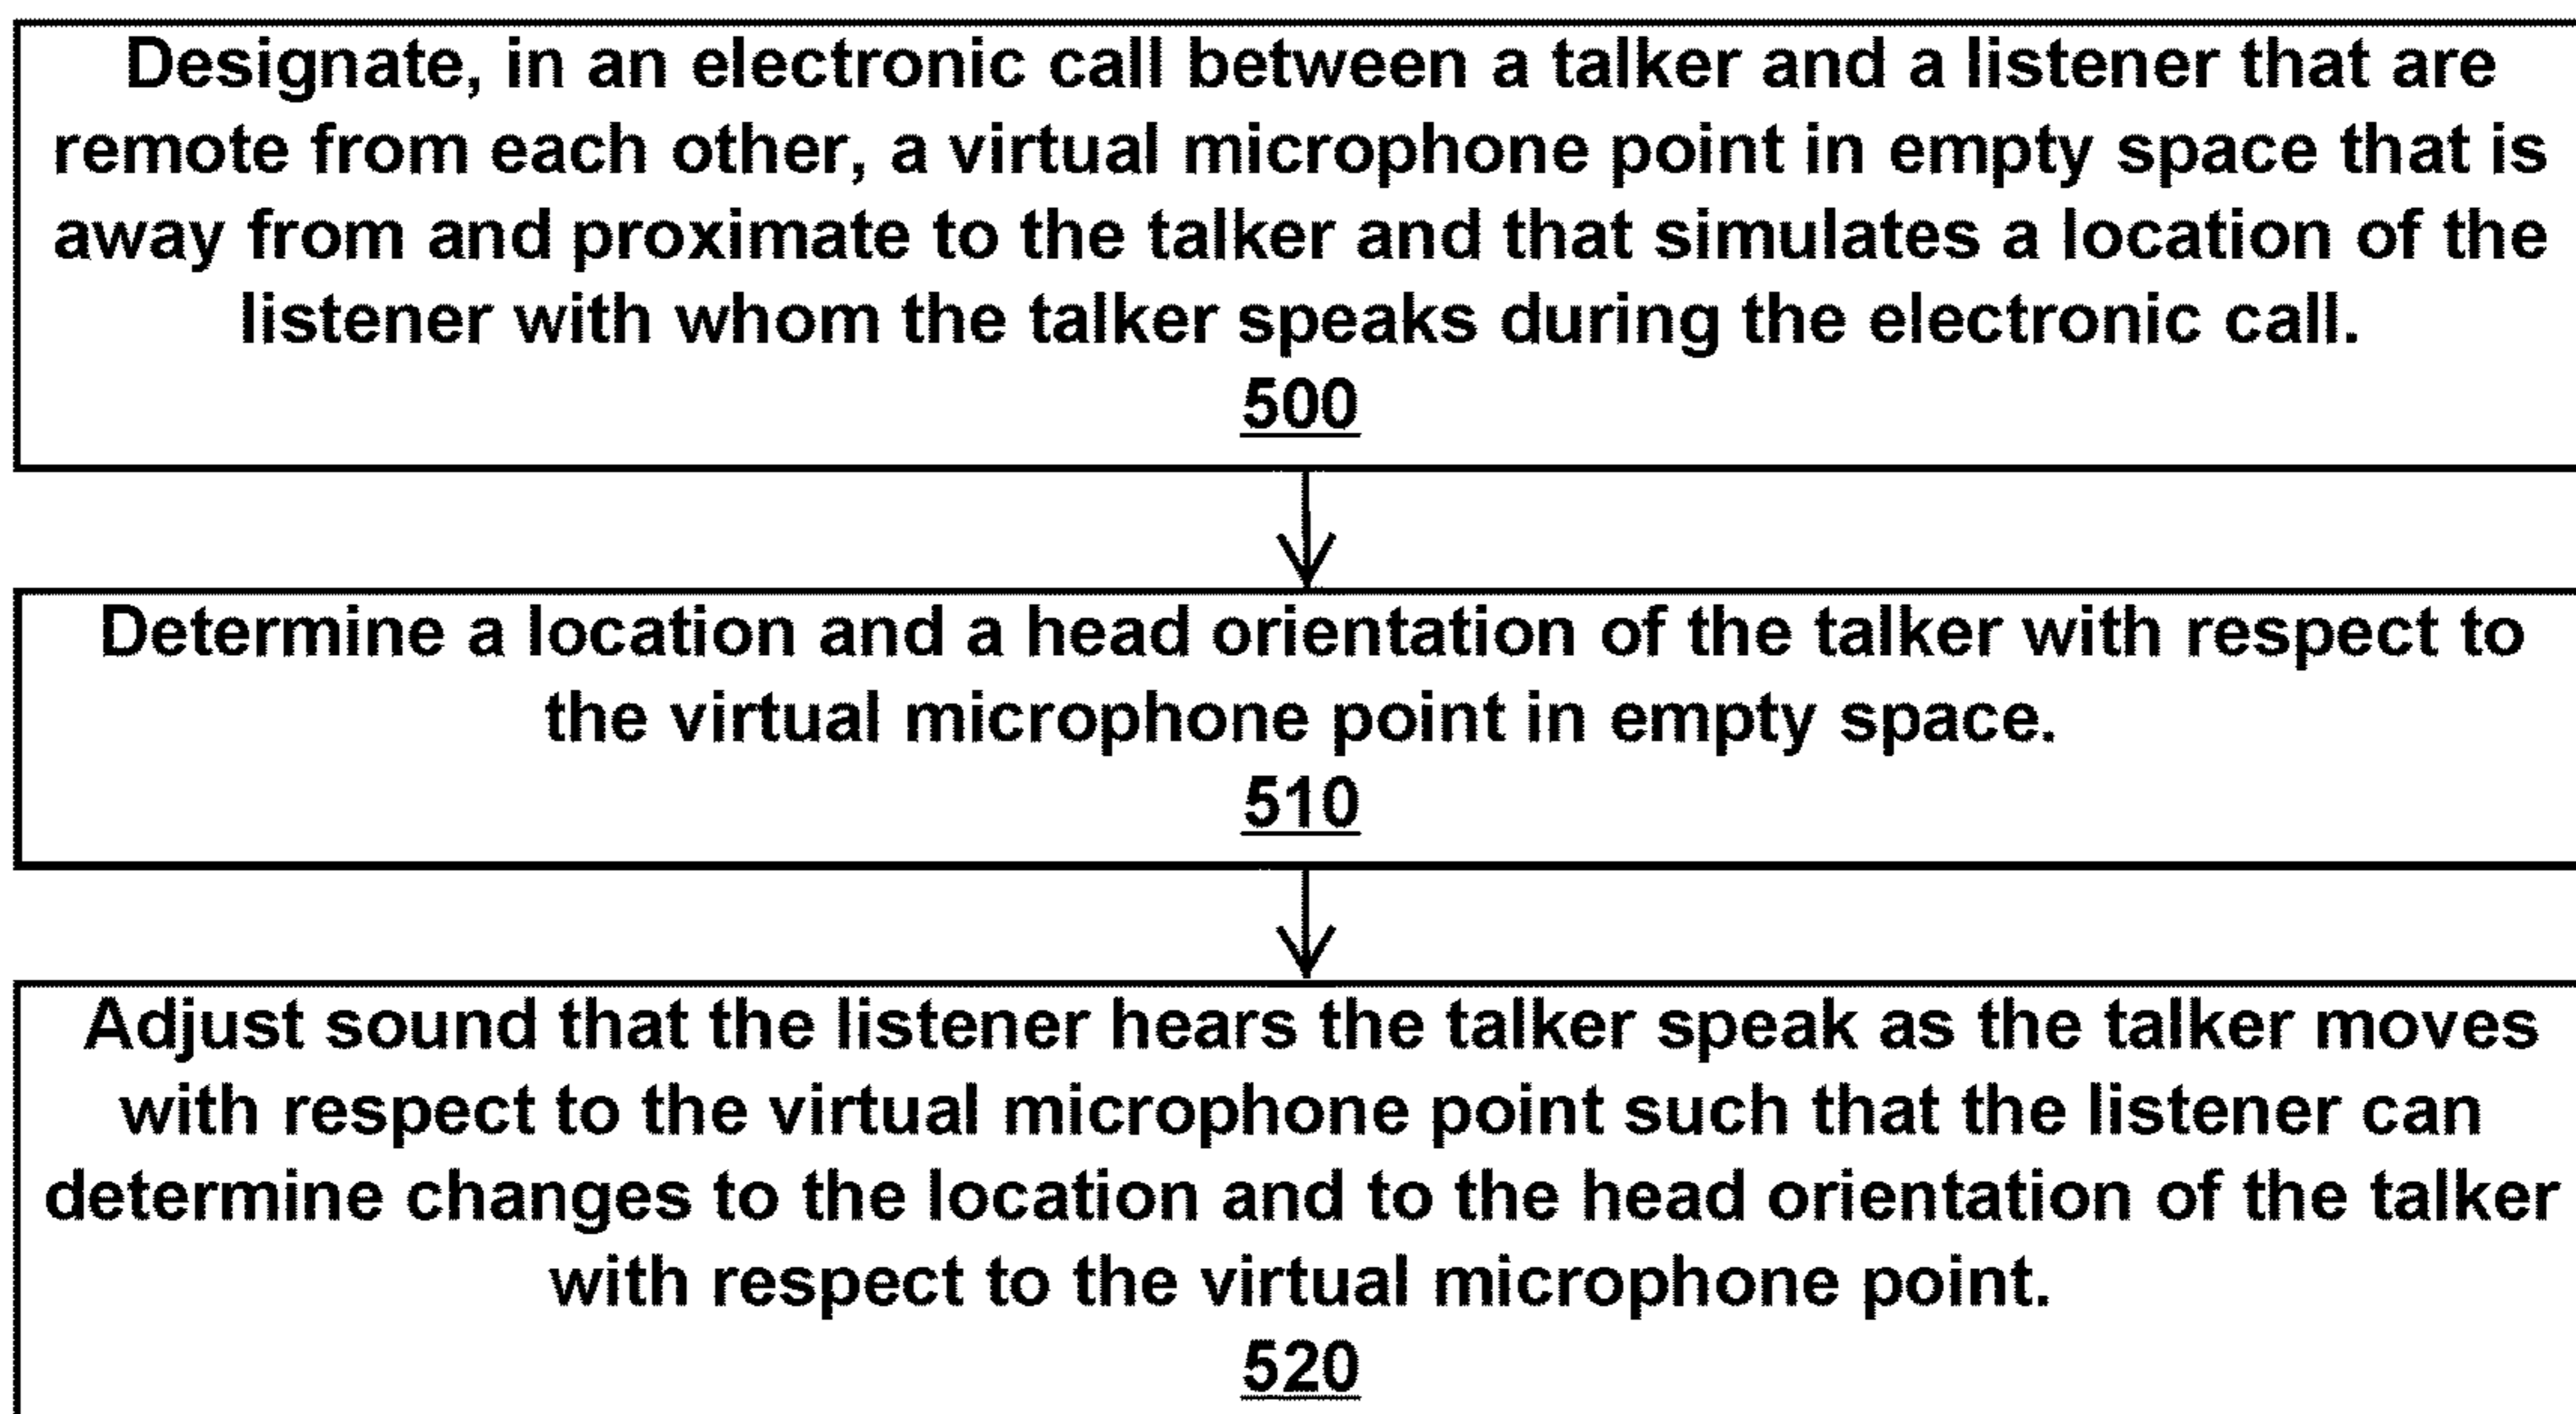 Designate, in an electronic call between a talker and a listener that are
remote from each other, a virtual microphone point in empty space that is
away from and proximate to the talker and that simulates a location of the
listener with whom the talker speaks during the electronic call.
500
Determine a location and a head orientation of the talker with respect to
the virtual microphone point in empty space.
510
Adjust sound that the listener hears the talker speak as the talker moves
with respect to the virtual microphone point such that the listener can
determine changes to the location and to the head orientation of the talker
with respect to the virtual microphone point.
520